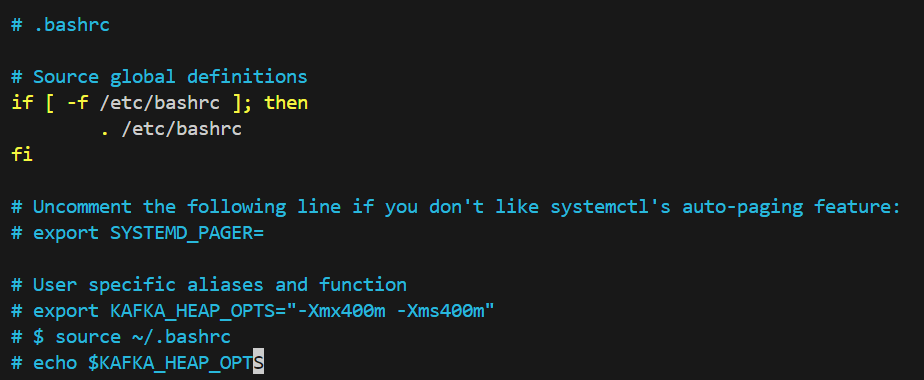 # .bashrc
# Source global definitions
if [ -f /etc/bashrc ]; then
. /etc/bashrc
fi
# Uncomment the following line if you don't like systemctl's auto-paging feature:
# export SYSTEMD_PAGER=
# User specific aliases and function
# export KAFKA_HEAP_OPTS="-Xmx400m -Xms400m"
# $ source ~/.bashrc
# echo $KAFKA_HEAP_OPTS